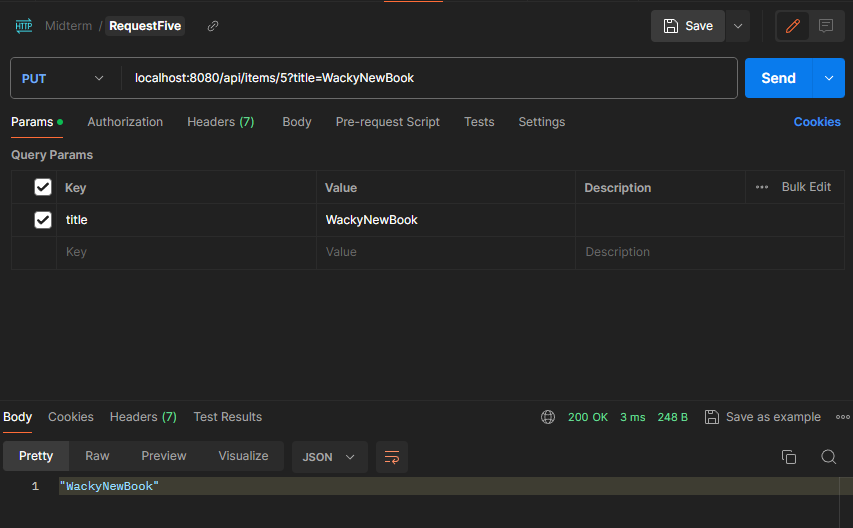 HTTP Midterm / RequestFive Save
PUT localhost:8080/api/items/5?title=WackyNewBook Send
Params Authorization Headers (7) Body Pre-request Script Tests Settings Cookies
Query Params
Key Value Description Bulk Edit
title WackyNewBook
Key Value Description
Body Cookies Headers (7) Test Results 200 OK 3 ms 248 B Save as example
Pretty Raw Preview Visualize JSON
1 "WackyNewBook"